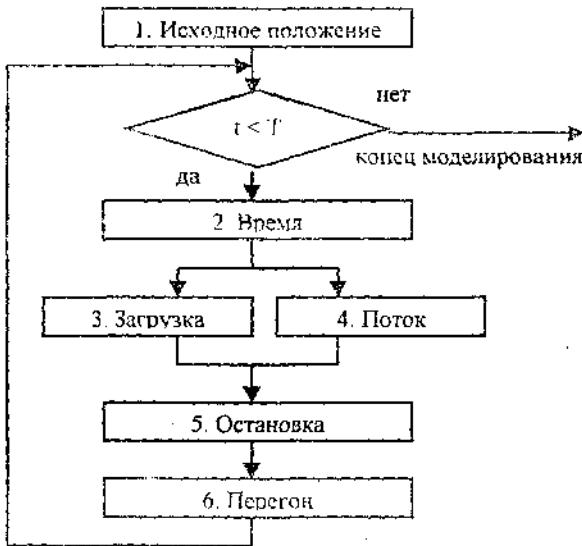 1. Исходное положение
нет
t < T
конец моделирования
да
2. Время
3. Загрузка
4. Поток
5. Остановка
6. Перегон